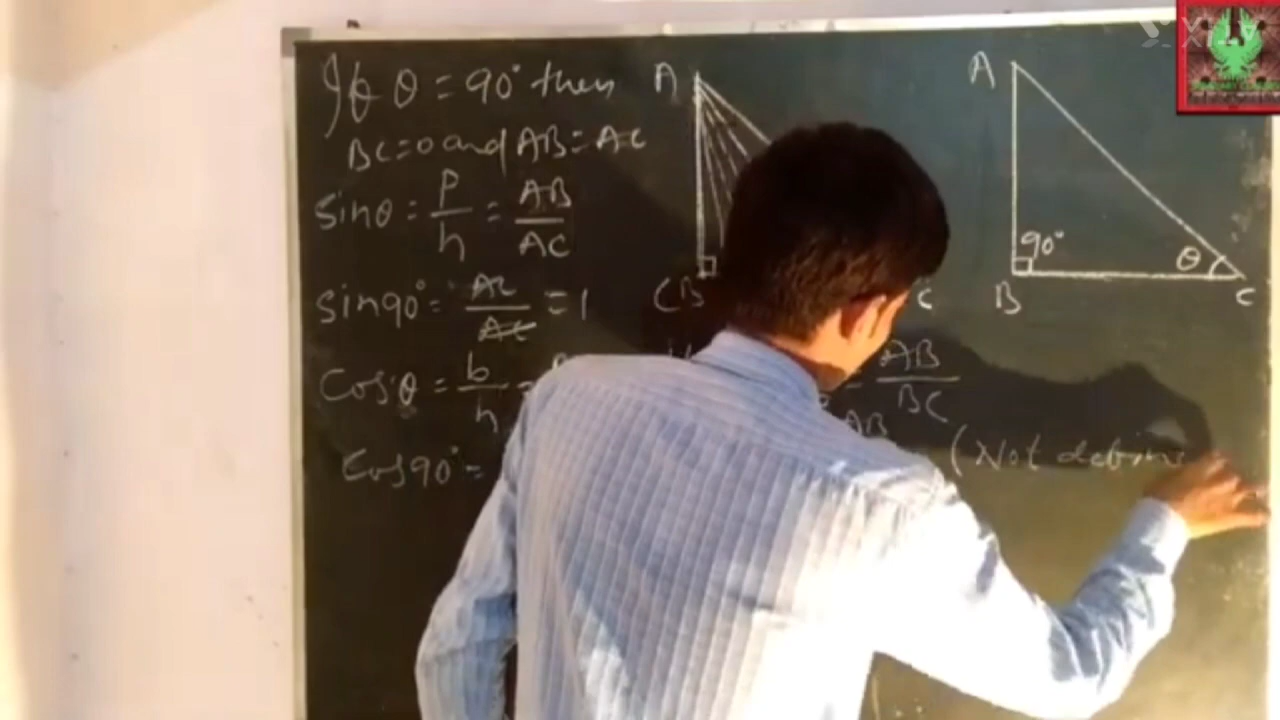 If θ = 90° then
BC=0 and AB=AC
sinθ = P/h = AB/AC
sin90° = AC/AC = 1
Cosθ = b/h =
Cos90° =
A
CB
C
= AB/BC
AB
(Not define
A
90°
θ
B
C